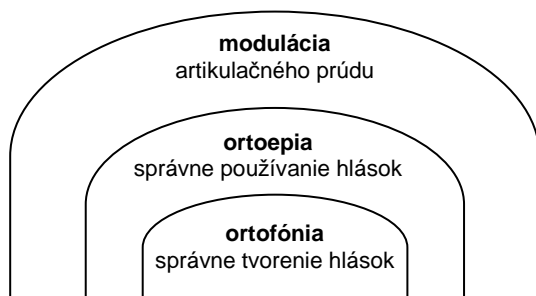 modulácia
artikulačného prúdu
ortoepia
správne používanie hlások
ortofónia
správne tvorenie hlások